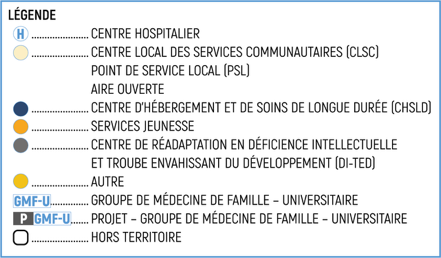 LÉGENDE
H ..................... CENTRE HOSPITALIER
..................... CENTRE LOCAL DES SERVICES COMMUNAUTAIRES (CLSC)
POINT DE SERVICE LOCAL (PSL)
AIRE OUVERTE
..................... CENTRE D'HÉBERGEMENT ET DE SOINS DE LONGUE DURÉE (CHSLD)
..................... SERVICES JEUNESSE
..................... CENTRE DE RÉADAPTATION EN DÉFICIENCE INTELLECTUELLE
ET TROUBE ENVAHISSANT DU DÉVELOPPEMENT (DI-TED)
..................... AUTRE
GMF-U.............. GROUPE DE MÉDECINE DE FAMILLE – UNIVERSITAIRE
P GMF-U...... PROJET – GROUPE DE MÉDECINE DE FAMILLE – UNIVERSITAIRE
..................... HORS TERRITOIRE